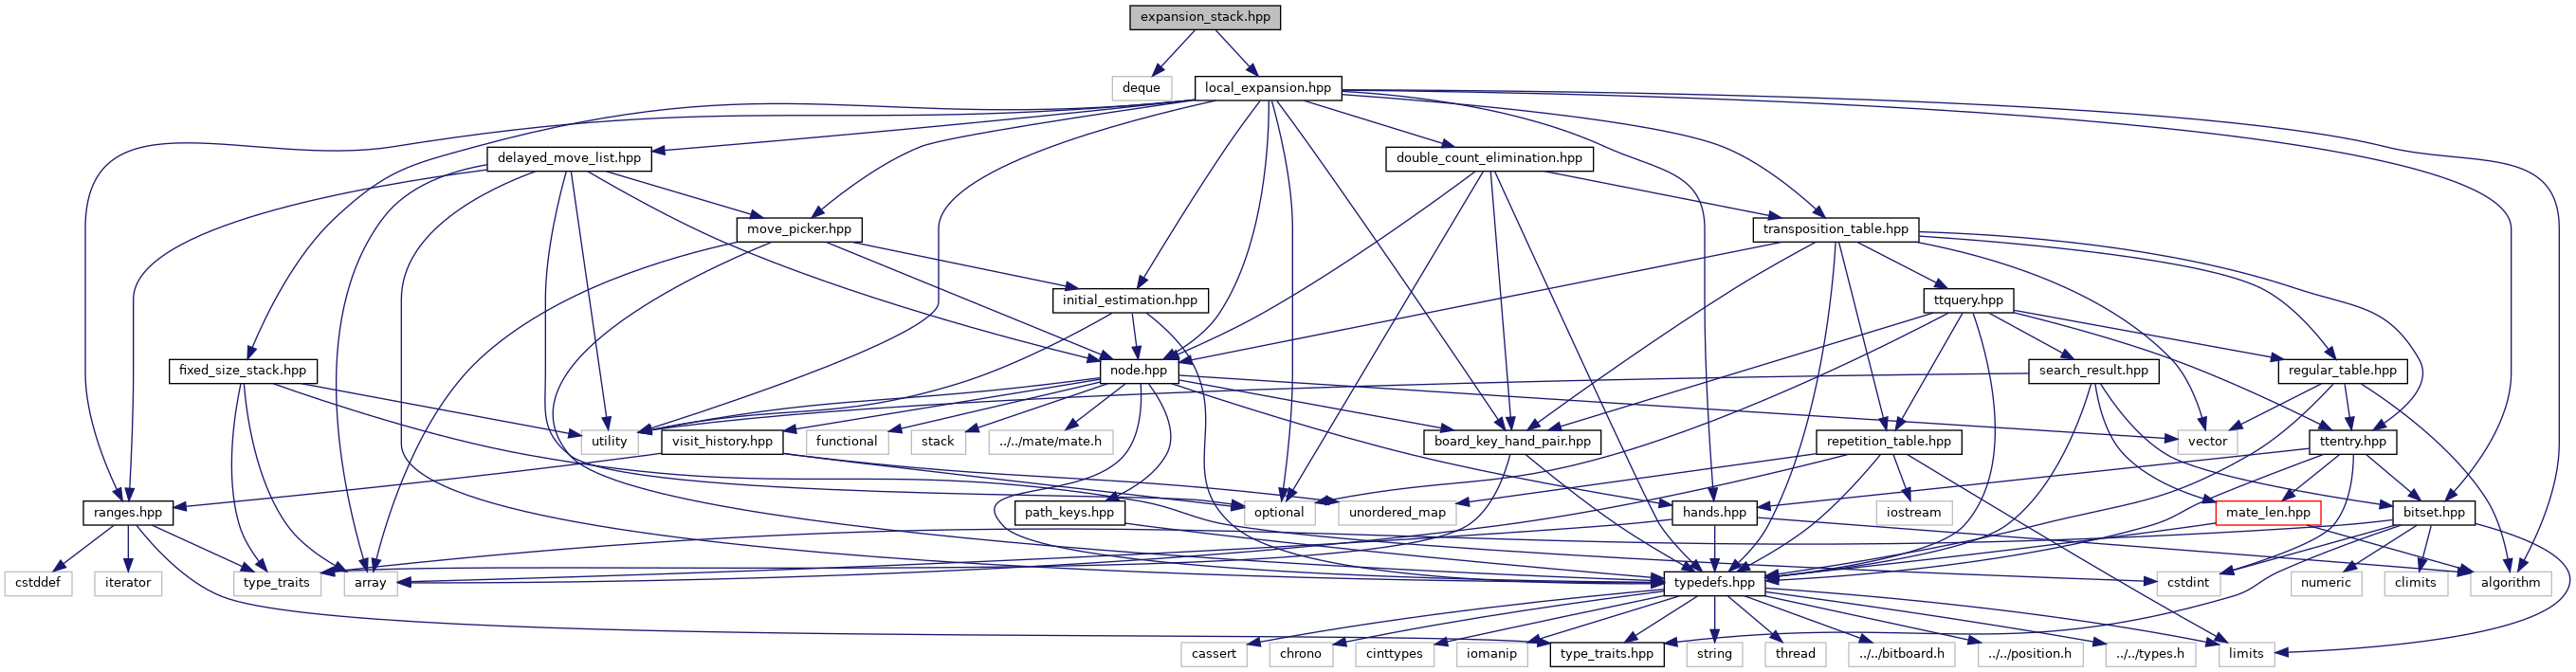 expansion_stack.hpp
deque
local_expansion.hpp
delayed_move_list.hpp
double_count_elimination.hpp
move_picker.hpp
transposition_table.hpp
initial_estimation.hpp
ttquery.hpp
fixed_size_stack.hpp
node.hpp
search_result.hpp
regular_table.hpp
utility
visit_history.hpp
functional
stack
../../mate/mate.h
board_key_hand_pair.hpp
repetition_table.hpp
vector
ttentry.hpp
ranges.hpp
path_keys.hpp
optional
unordered_map
hands.hpp
iostream
mate_len.hpp
bitset.hpp
cstddef
iterator
type_traits
array
typedefs.hpp
cstdint
numeric
climits
algorithm
cassert
chrono
cinttypes
iomanip
type_traits.hpp
string
thread
../../bitboard.h
../../position.h
../../types.h
limits